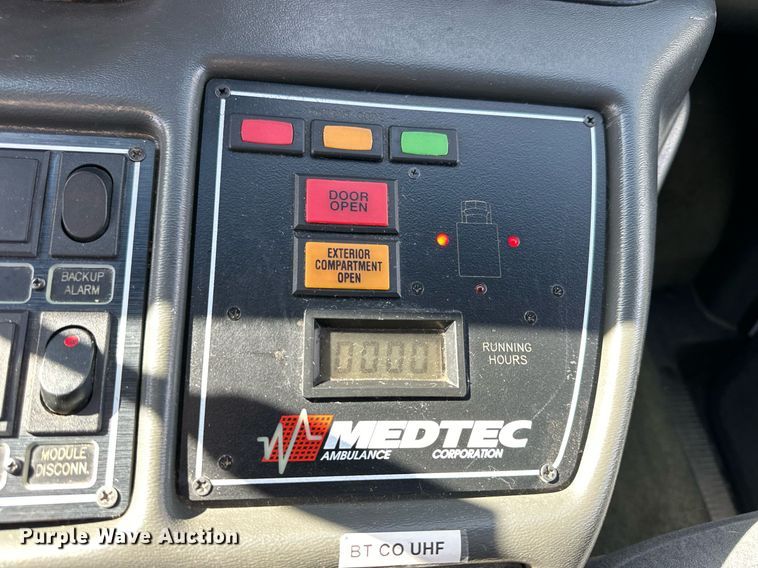 DOOR
OPEN
EXTERIOR
COMPARTMENT
OPEN
BACKUP
ALARM
0000
RUNNING
HOURS
MEDTEC
AMBULANCE CORPORATION
MODULE
DISCONN.
Purple Wave Auction
BT CO UHF